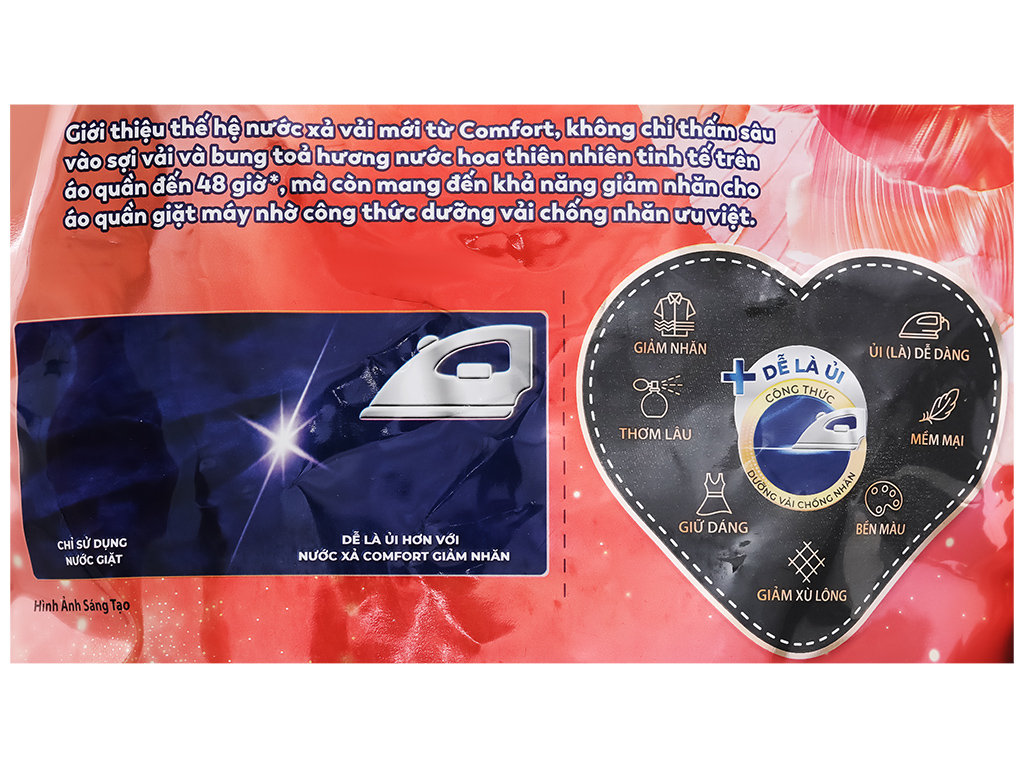 Giới thiệu thế hệ nước xả vải mới từ Comfort, không chỉ thấm sâu
vào sợi vải và bung toả hương nước hoa thiên nhiên tinh tế trên
áo quần đến 48 giờ*, mà còn mang đến khả năng giảm nhăn cho
áo quần giặt máy nhờ công thức dưỡng vải chống nhăn ưu việt.
GIẢM NHĂN
ỦI (LÀ) DỄ DÀNG
+ DỄ LÀ ỦI
CÔNG THỨC
DƯỠNG VẢI CHỐNG NHĂN
THƠM LÂU
MỀM MẠI
GIỮ DÁNG
BỀN MÀU
GIẢM XÙ LÔNG
CHỈ SỬ DỤNG
NƯỚC GIẶT
DỄ LÀ ỦI HƠN VỚI
NƯỚC XẢ COMFORT GIẢM NHĂN
Hình Ảnh Sáng Tạo